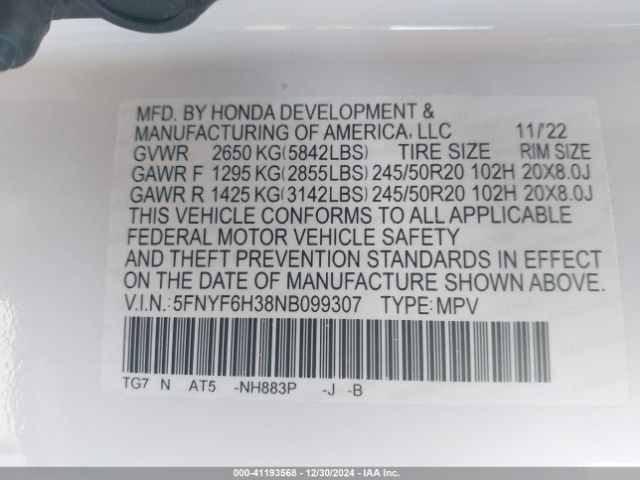 MFD. BY HONDA DEVELOPMENT &
MANUFACTURING OF AMERICA, LLC 11/'22
GVWR 2650 KG(5842LBS) TIRE SIZE RIM SIZE
GAWR F 1295 KG(2855LBS) 245/50R20 102H 20X8.0J
GAWR R 1425 KG(3142LBS) 245/50R20 102H 20X8.0J
THIS VEHICLE CONFORMS TO ALL APPLICABLE
FEDERAL MOTOR VEHICLE SAFETY
AND THEFT PREVENTION STANDARDS IN EFFECT
ON THE DATE OF MANUFACTURE SHOWN ABOVE.
V.I.N.:5FNYF6H38NB099307 TYPE:MPV
TG7 N AT5 -NH883P -J -B
000-41193568 - 12/30/2024 - IAAI.COM